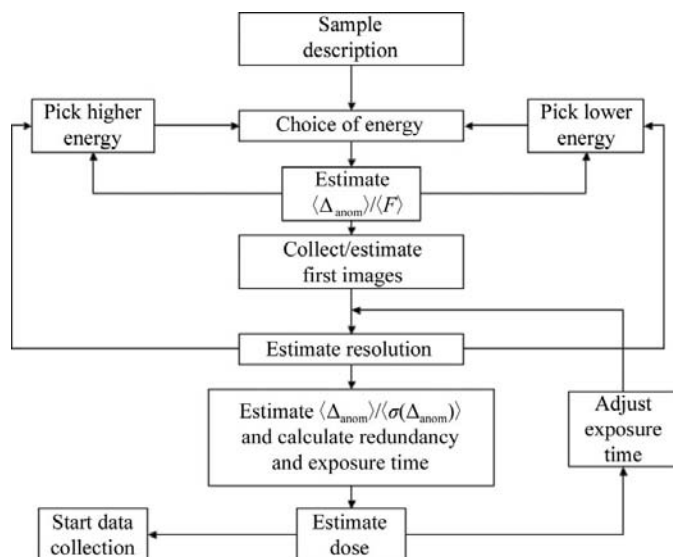 Sample
description
Pick higher
energy
Choice of energy
Pick lower
energy
Estimate
⟨Δanom⟩/⟨F⟩
Collect/estimate
first images
Estimate resolution
Estimate ⟨Δanom⟩/⟨σ(Δanom)⟩
and calculate redundancy
and exposure time
Adjust
exposure
time
Start data
collection
Estimate
dose